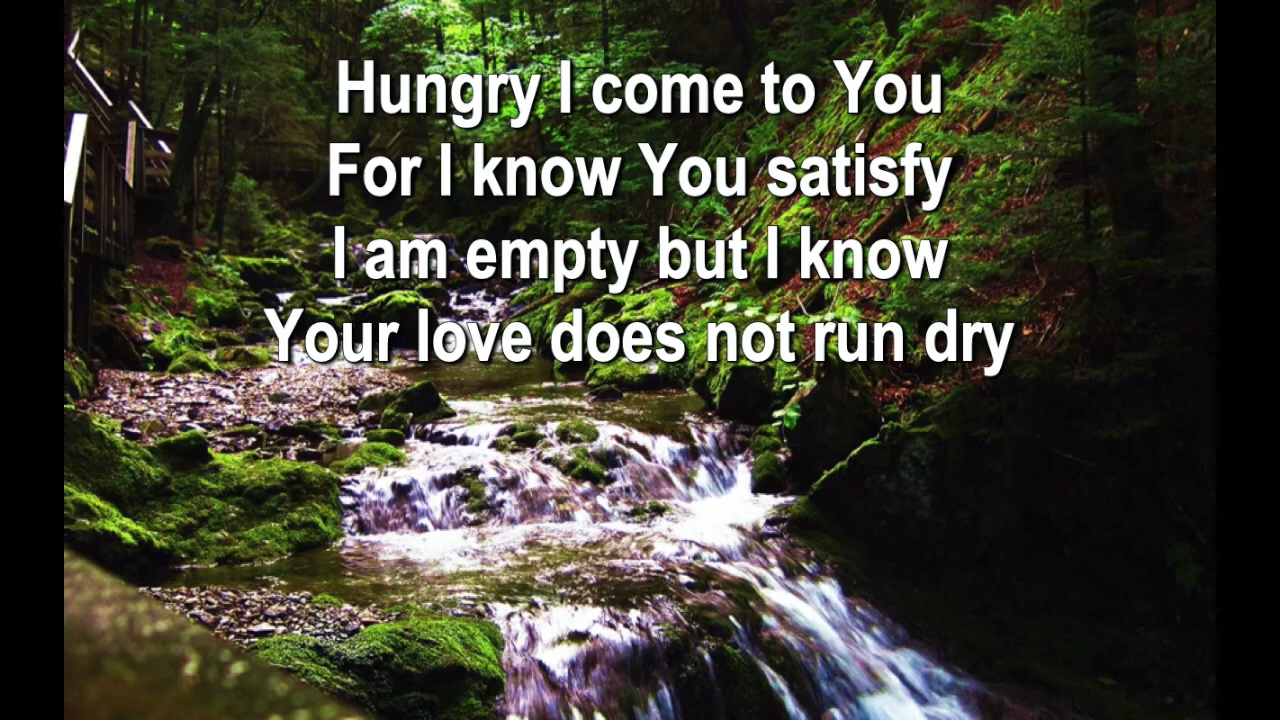 Hungry I come to You
For I know You satisfy
I am empty but I know
Your love does not run dry